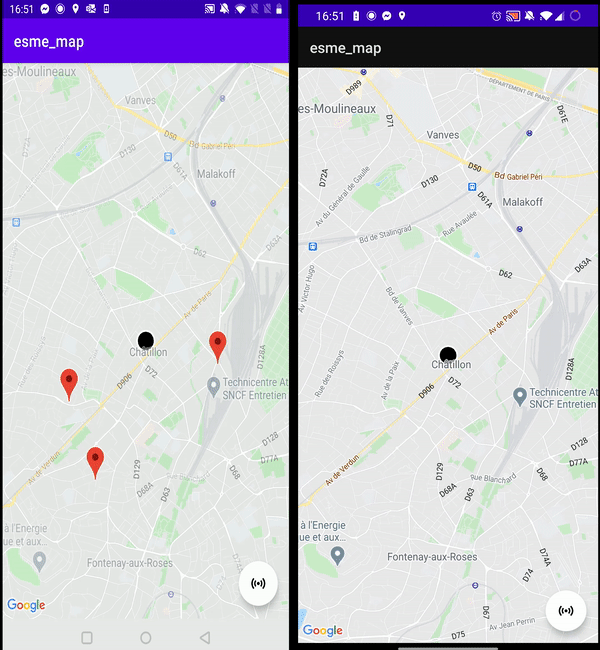 16:51
esme_map
es-Moulineaux
Vanves
D50
Bd Gabriel Péri
D130
D61A
Malakoff
D62
Av de Paris
Châtillon
D906
D72
D128A
Technicentre At
SNCF Entretien
Av de Verdun
D129
D128
D77A
D68
D68A
D63
à l'Energie
ue et aux...
Fontenay-aux-Roses
D74A
Google
16:51
esme_map
DÉPARTEMENT DE PARIS
D989
es-Moulineaux
D71
D61E
Vanves
D50
Bd Gabriel Péri
D72A
D130
D61A
Malakoff
Av du Général de Gaulle
Rue Avaulée
Bd de Stalingrad
D63A
D62
Av Victor Hugo
Bd de Vanves
Av de Paris
Châtillon
Rue des Roissys
Av de la Paix
D72
D906
D128A
Technicentre At
SNCF Entretien
D128
D77A
Av de Verdun
D129
Rue Blanchard
D68
D68A
D63
à l'Energie
ue et aux...
Fontenay-aux-Roses
D74A
D74
D67
Av Jean Perrin
D75
Google